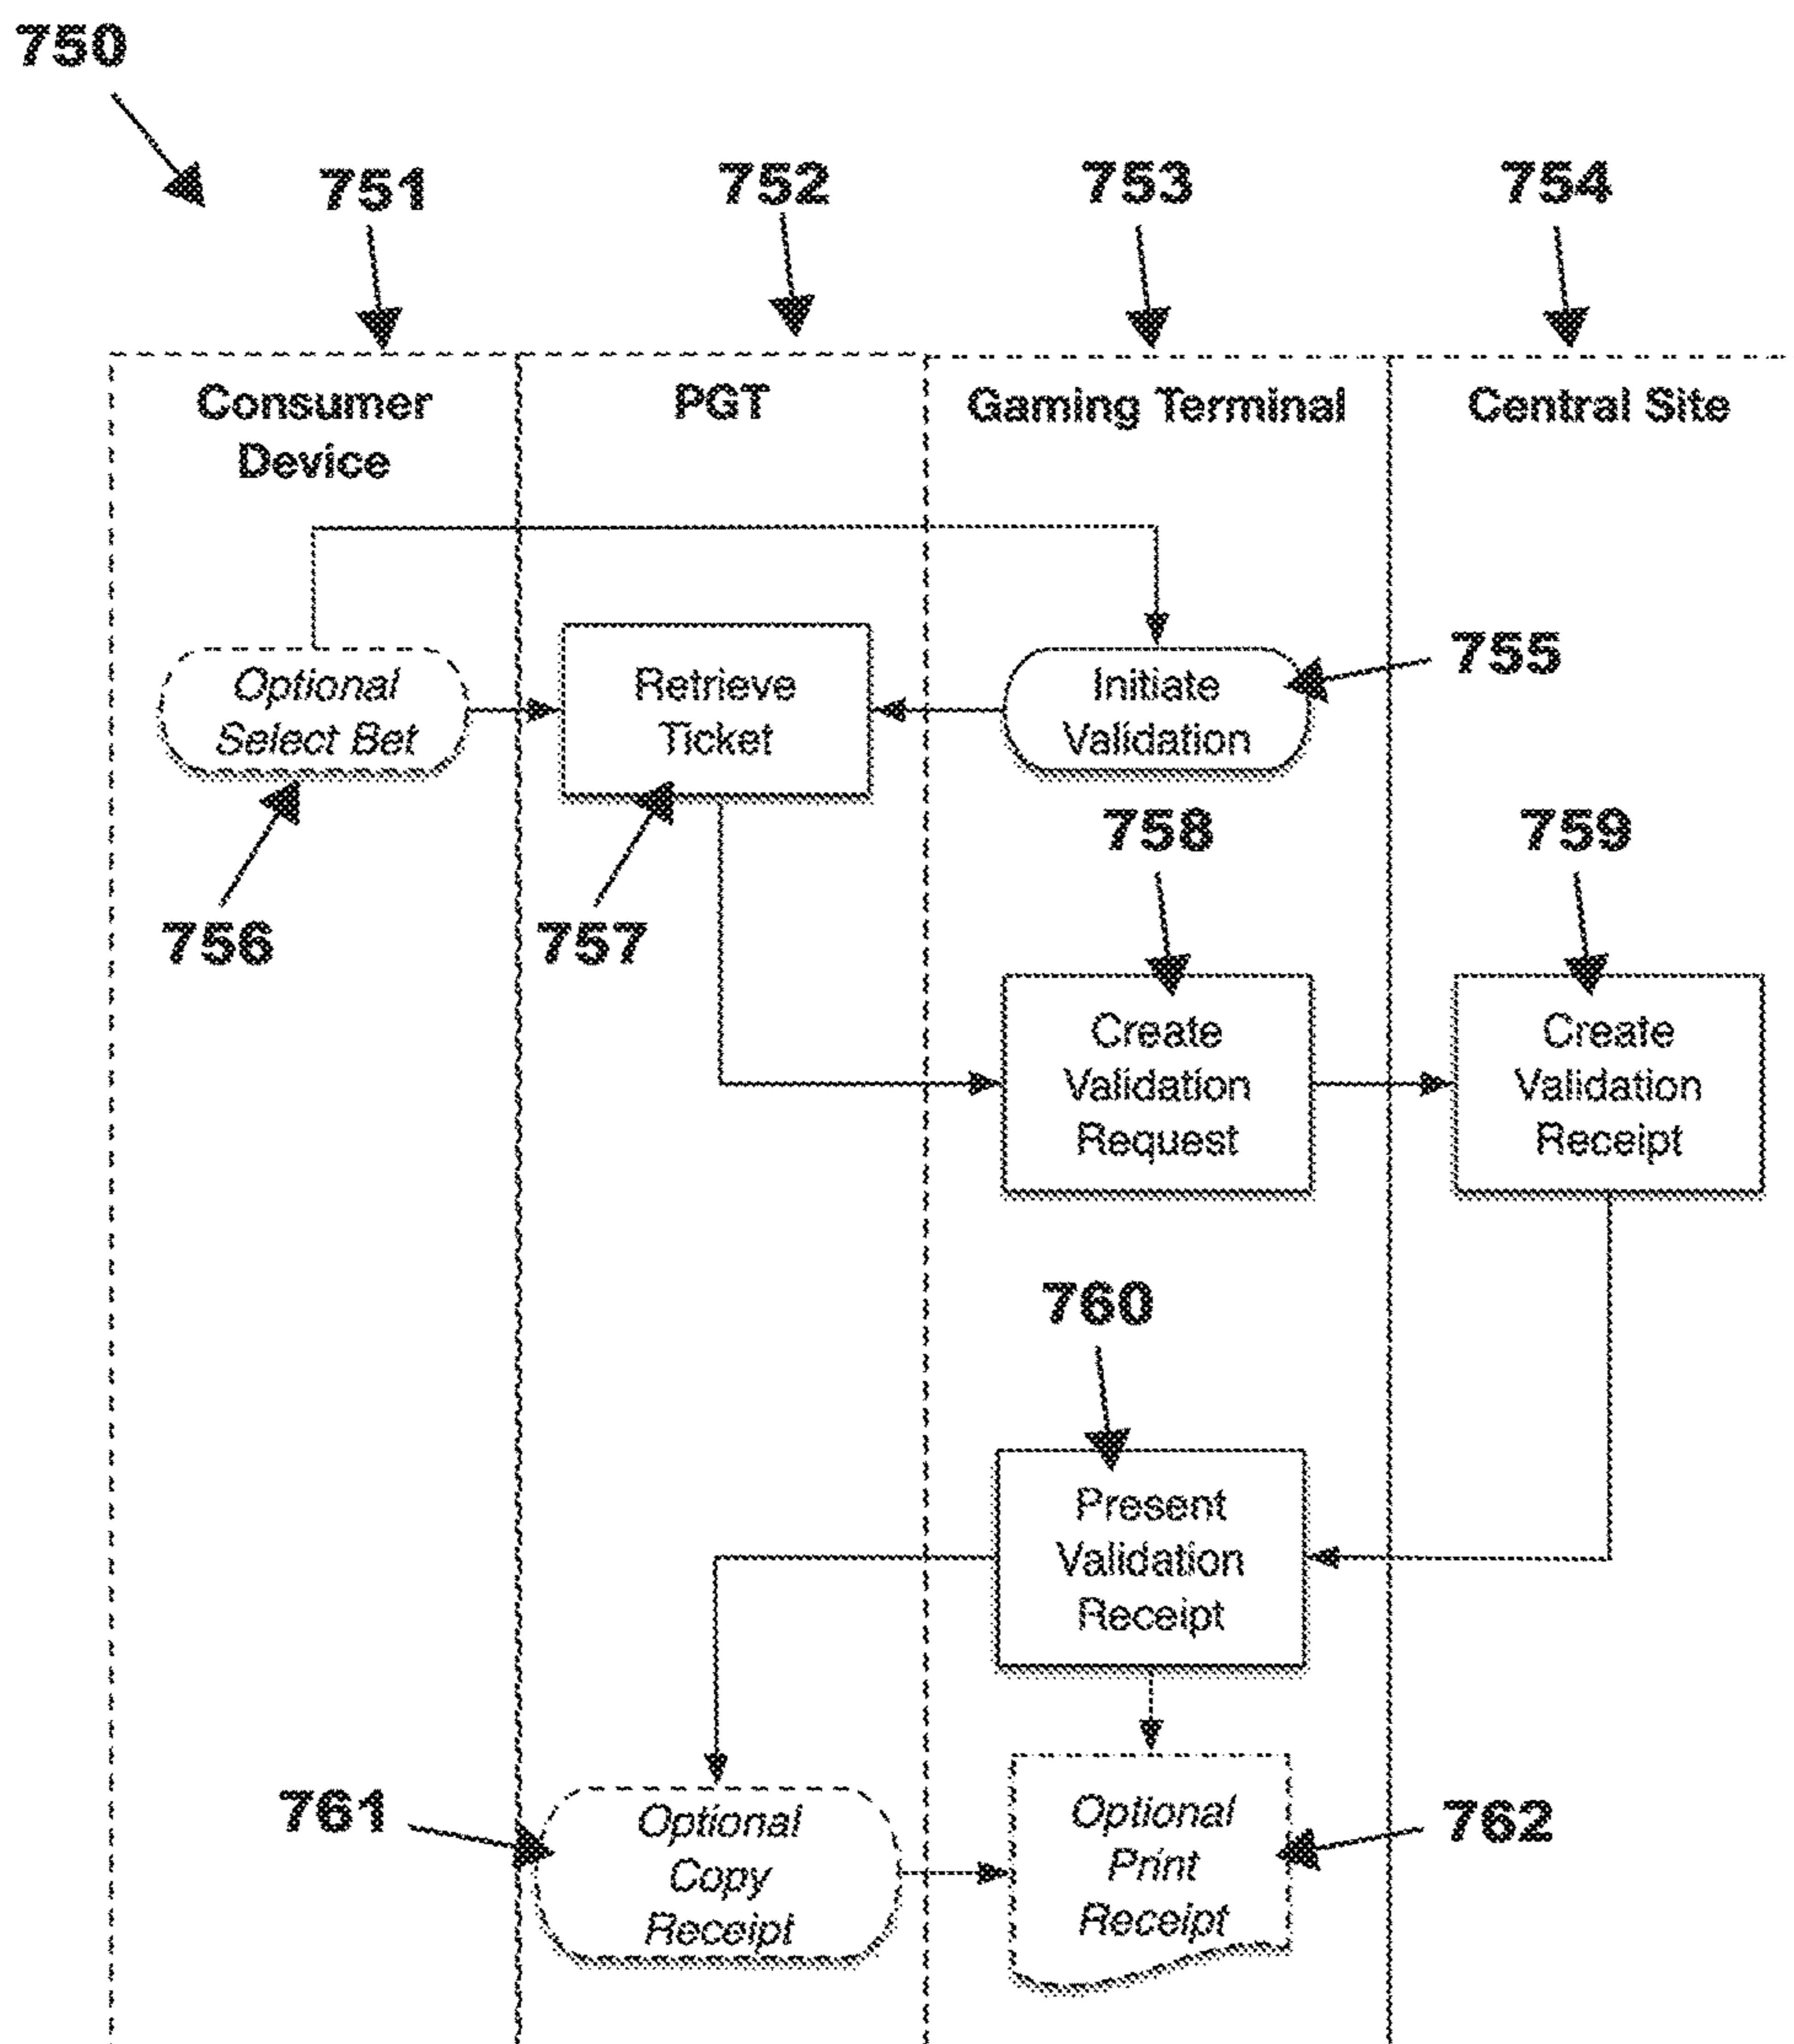 750
751
752
753
754
Consumer
Device
PGT
Gaming Terminal
Central Site
Optional
Select Bet
Retrieve
Ticket
Initiate
Validation
755
756
757
758
759
Create
Validation
Request
Create
Validation
Receipt
760
Present
Validation
Receipt
761
Optional
Copy
Receipt
Optional
Print
Receipt
762